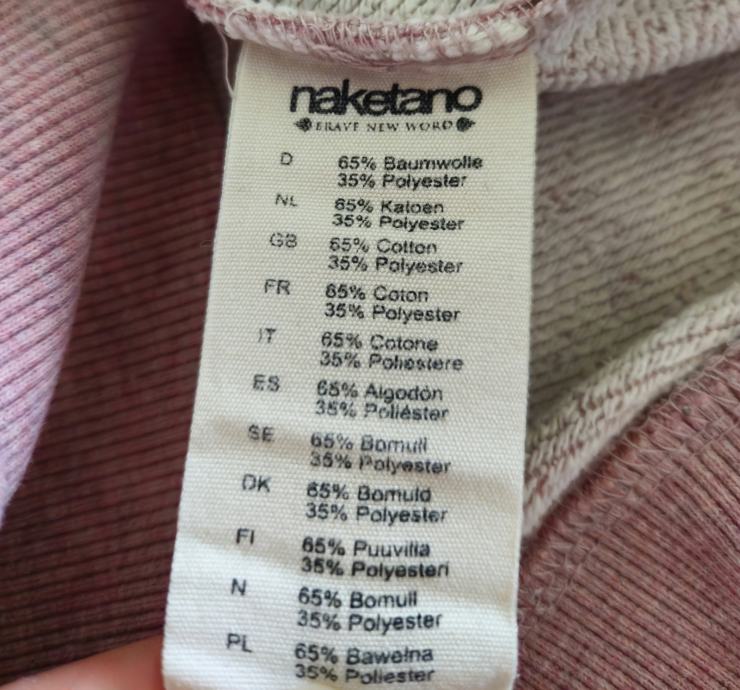 naketano
BRAVE NEW WORD
D 65% Baumwolle
35% Polyester
NL 65% Katoen
35% Polyester
GB 65% Cotton
35% Polyester
FR 65% Coton
35% Polyester
IT 65% Cotone
35% Poliestere
ES 65% Algodón
35% Poliéster
SE 65% Bomull
35% Polyester
DK 65% Bomuld
35% Polyester
FI 65% Puuvilla
35% Polyesteri
N 65% Bomull
35% Polyester
PL 65% Bawełna
35% Poliester